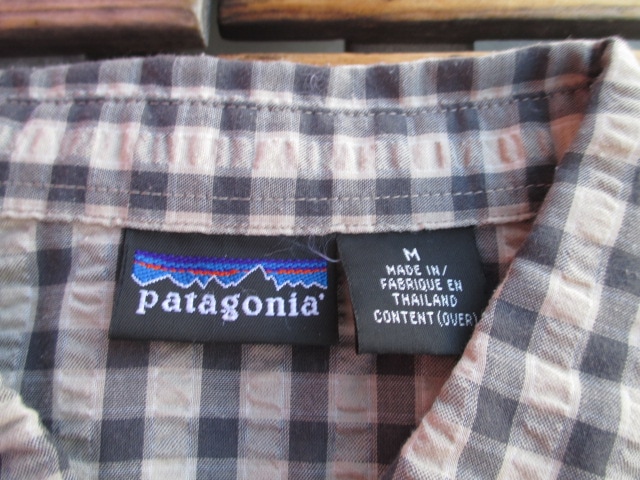 patagonia®
M
MADE IN/
FABRIQUE EN
THAILAND
CONTENT (OVER)